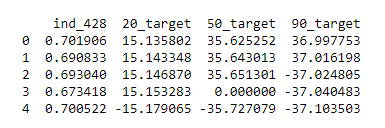 ind_428 20_target 50_target 90_target
0 0.701906 15.135802 35.625252 36.997753
1 0.690833 15.143348 35.643013 37.016198
2 0.693040 15.146870 35.651301 -37.024805
3 0.673418 15.153283 0.000000 -37.040483
4 0.700522 -15.179065 -35.727079 -37.103503